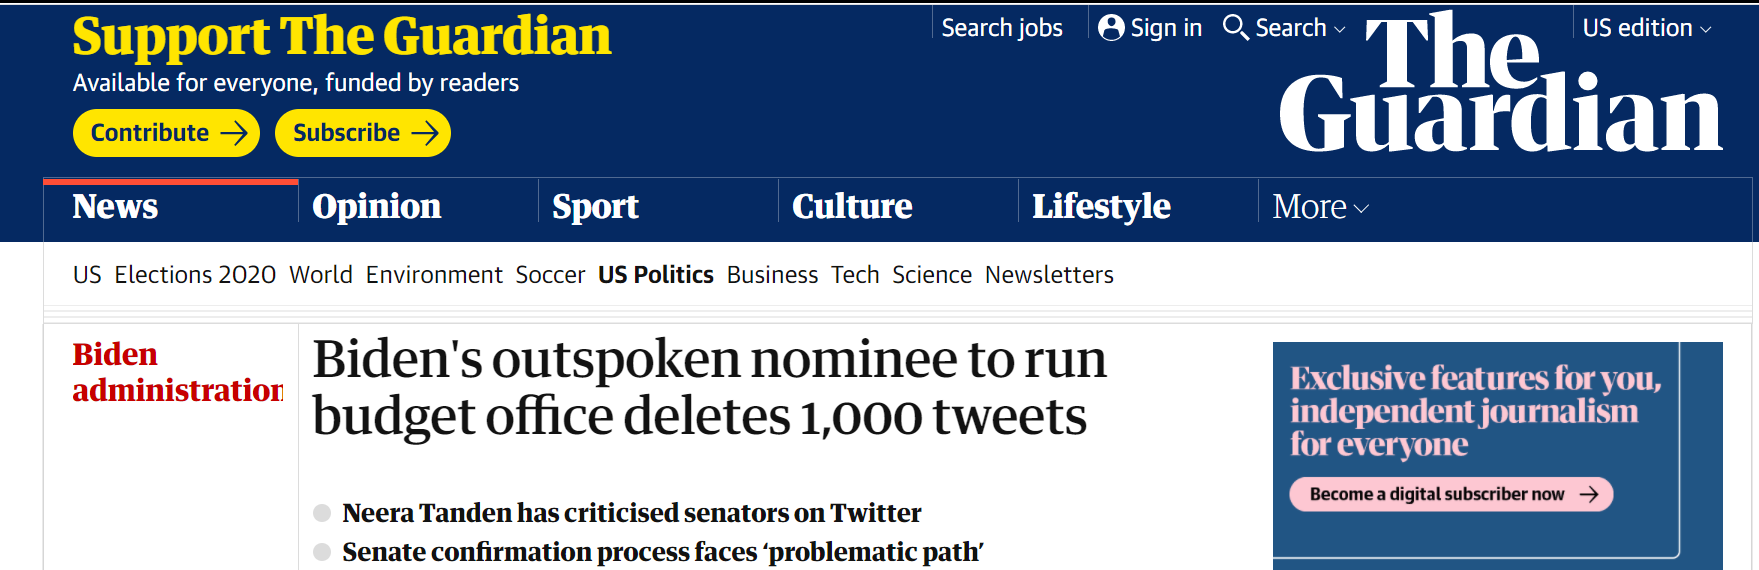 Support The Guardian
Available for everyone, funded by readers
Contribute
Subscribe
Search jobs
Sign in
Search
US edition
The
Guardian
News
Opinion
Sport
Culture
Lifestyle
More
US Elections 2020 World Environment Soccer US Politics Business Tech Science Newsletters
Biden
administration
Biden's outspoken nominee to run
budget office deletes 1,000 tweets
Neera Tanden has criticised senators on Twitter
Senate confirmation process faces ‘problematic path’
Exclusive features for you,
independent journalism
for everyone
Become a digital subscriber now